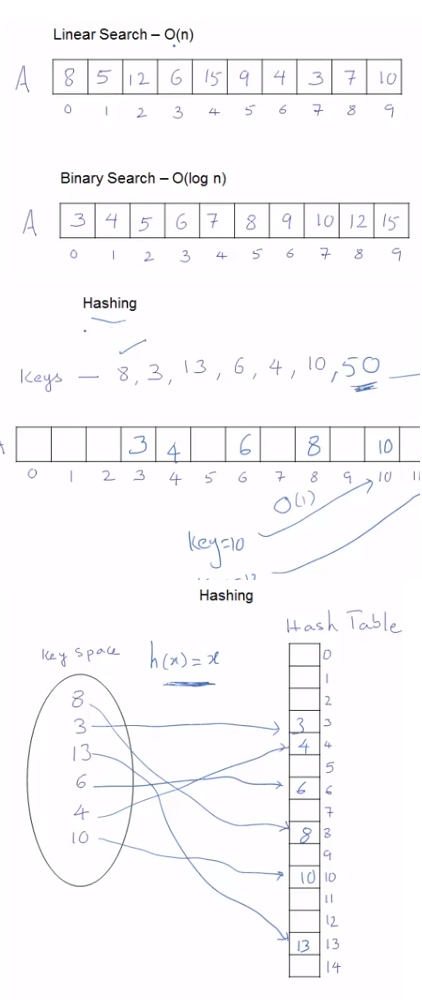 Linear Search – O(n)
A 8 5 12 6 15 9 4 3 7 10
0 1 2 3 4 5 6 7 8 9
Binary Search – O(log n)
A 3 4 5 6 7 8 9 10 12 15
0 1 2 3 4 5 6 7 8 9
Hashing
Keys — 8, 3, 13, 6, 4, 10, 50
3 4 6 8 10
0 1 2 3 4 5 6 7 8 9 10
O(1)
key=10
Hashing
Hash Table
key space h(x) = x
8
3
13
6
4
10
0
1
2
3 3
4 4
5
6 6
7
8 8
9
10 10
11
12
13 13
14